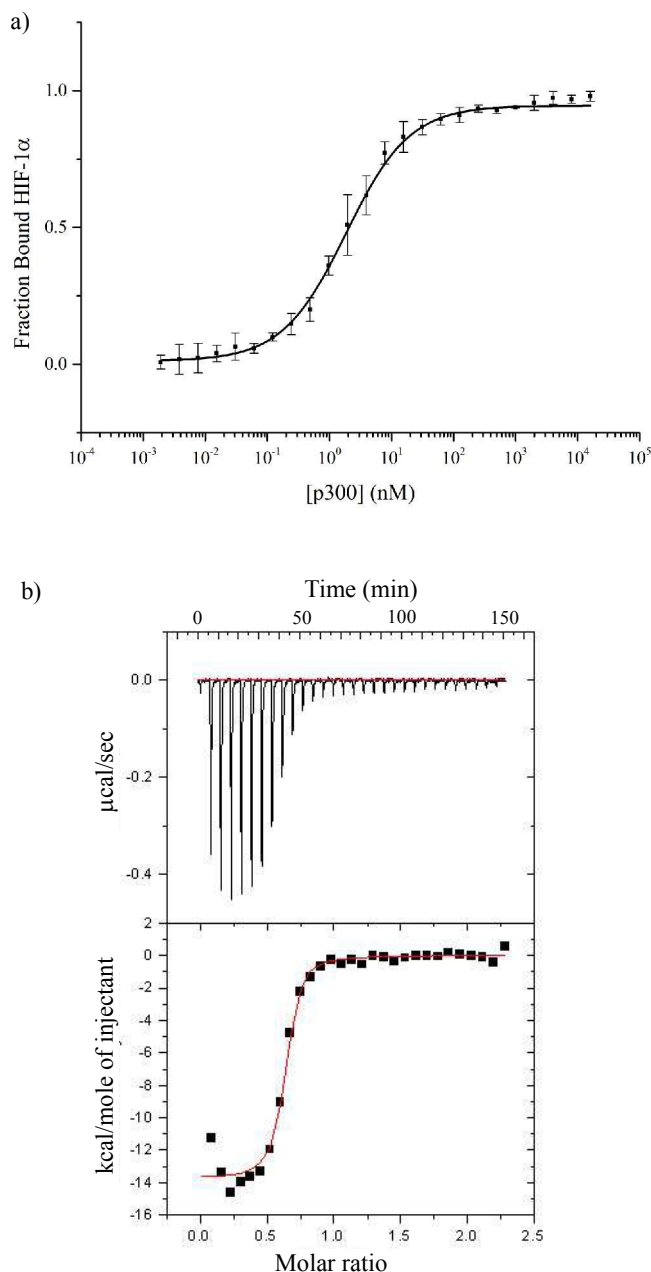 a)
Fraction Bound HIF-1α
1.0
0.5
0.0
10⁻⁴ 10⁻³ 10⁻² 10⁻¹ 10⁰ 10¹ 10² 10³ 10⁴ 10⁵
[p300] (nM)
b)
Time (min)
0 50 100 150
µcal/sec
0.0
-0.2
-0.4
kcal/mole of injectant
2
0
-2
-4
-6
-8
-10
-12
-14
-16
0.0 0.5 1.0 1.5 2.0 2.5
Molar ratio